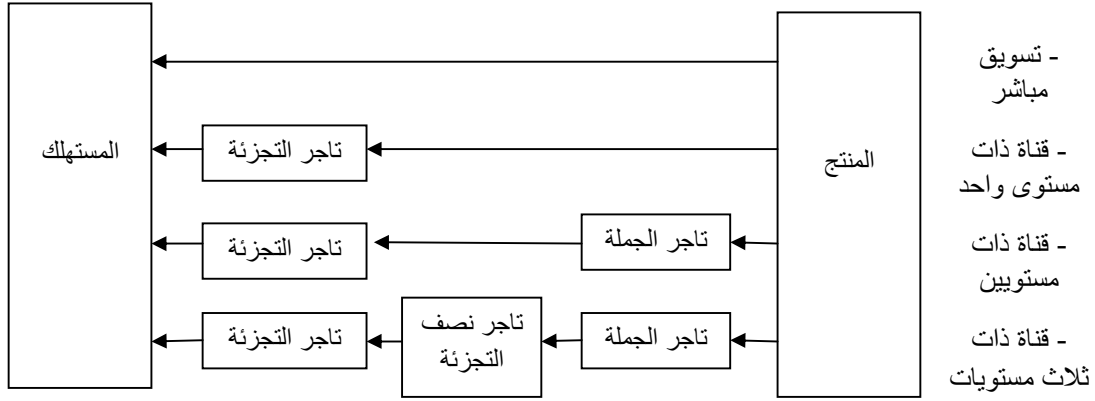 - تسويق
مباشر
- قناة ذات
مستوى واحد
- قناة ذات
مستويين
- قناة ذات
ثلاث مستويات
المنتج
المستهلك
تاجر التجزئة
تاجر الجملة
تاجر التجزئة
تاجر الجملة
تاجر نصف
التجزئة
تاجر التجزئة